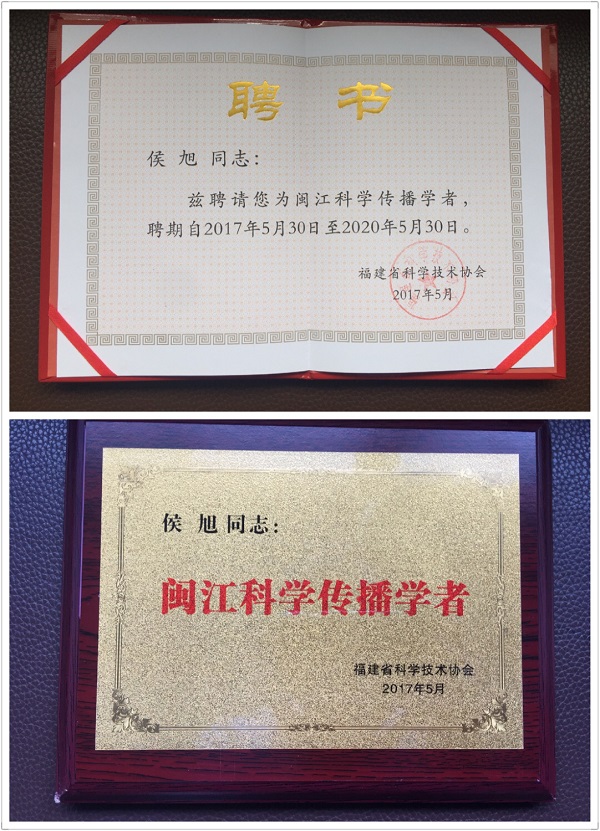 聘 书
侯 旭 同志：
兹聘请您为闽江科学传播学者，
聘期自2017年5月30日至2020年5月30日。
福建省科学技术协会
2017年5月
侯 旭 同志：
闽江科学传播学者
福建省科学技术协会
2017年5月